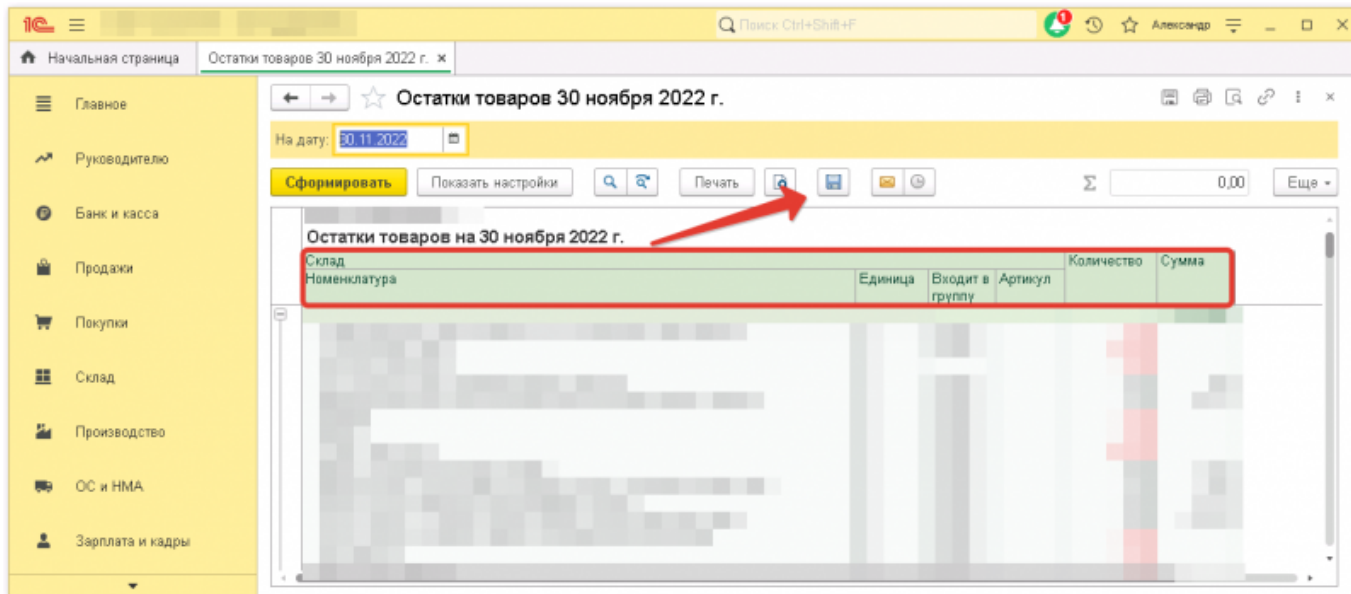 1С Поиск Ctrl+Shift+F 1 Александр
Начальная страница Остатки товаров 30 ноября 2022 г.
Главное
Руководителю
Банк и касса
Продажи
Покупки
Склад
Производство
ОС и НМА
Зарплата и кадры
Остатки товаров 30 ноября 2022 г.
На дату: 30.11.2022
Сформировать Показать настройки Печать Σ 0,00 Еще
Остатки товаров на 30 ноября 2022 г.
Склад Количество Сумма
Номенклатура Единица Входит в Артикул
группу